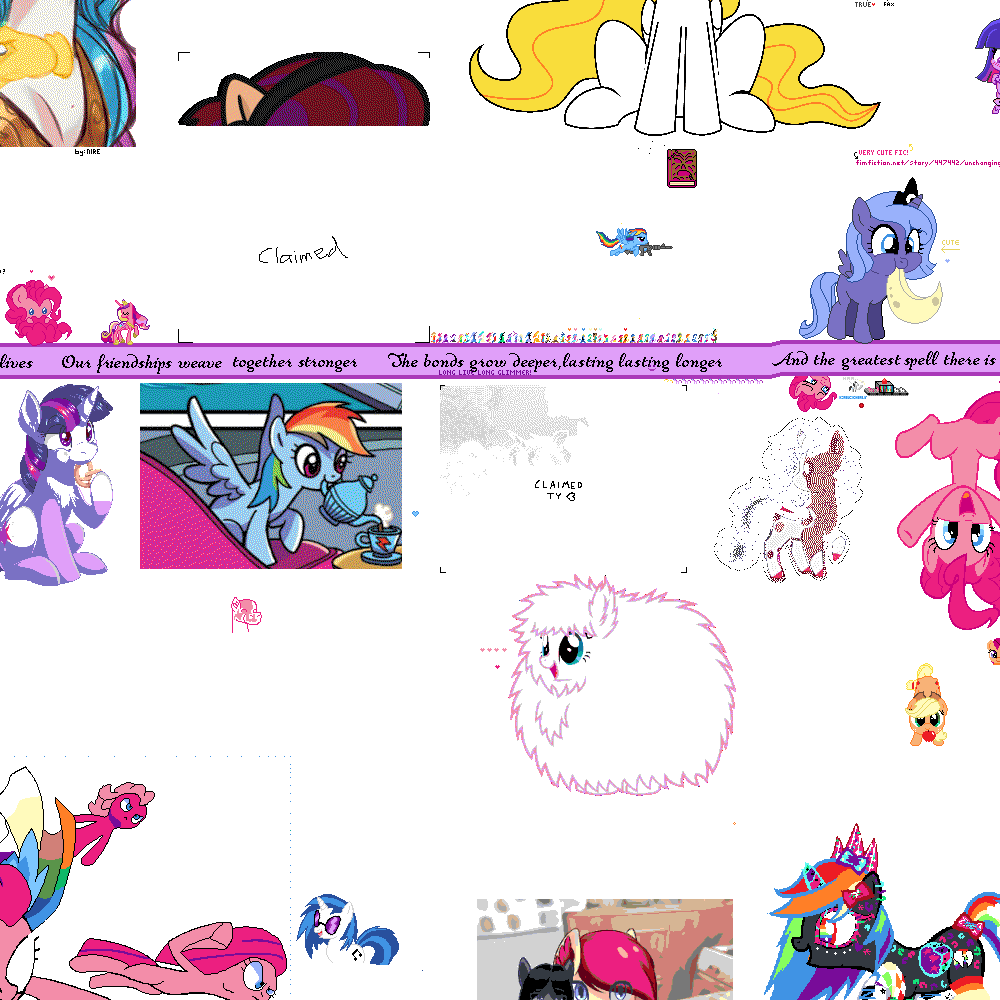 TRUE♥ FAX
by:NIRE
VERY CUTE FIC!
fimfiction.net/story/447442/unchanging
Claimed
CUTE
lives Our friendships weave together stronger The bonds grow deeper,lasting lasting longer And the greatest spell there is
LONG LIVE LONG GLIMMER!
CLAIMED
TY <3